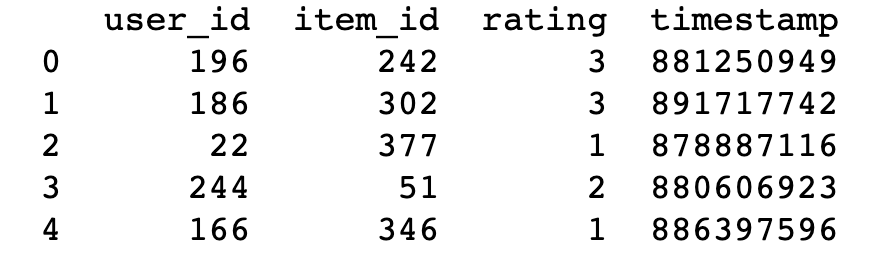 user_id item_id rating timestamp
0 196 242 3 881250949
1 186 302 3 891717742
2 22 377 1 878887116
3 244 51 2 880606923
4 166 346 1 886397596